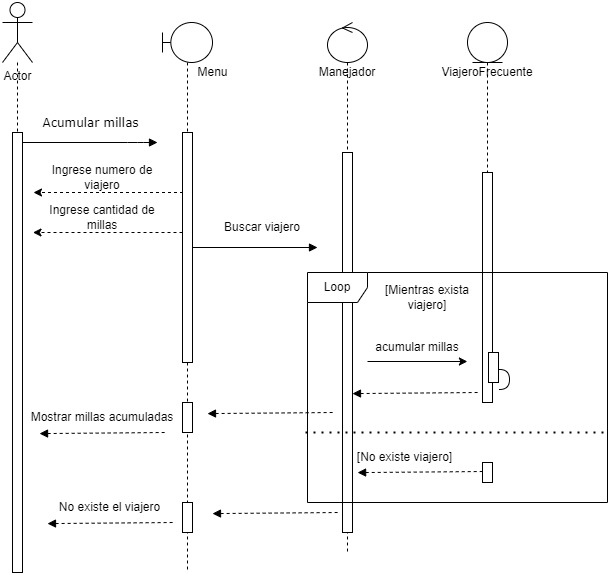 Actor
Menu
Manejador
ViajeroFrecuente
Acumular millas
Ingrese numero de
viajero
Ingrese cantidad de
millas
Buscar viajero
Loop
[Mientras exista
viajero]
acumular millas
Mostrar millas acumuladas
[No existe viajero]
No existe el viajero